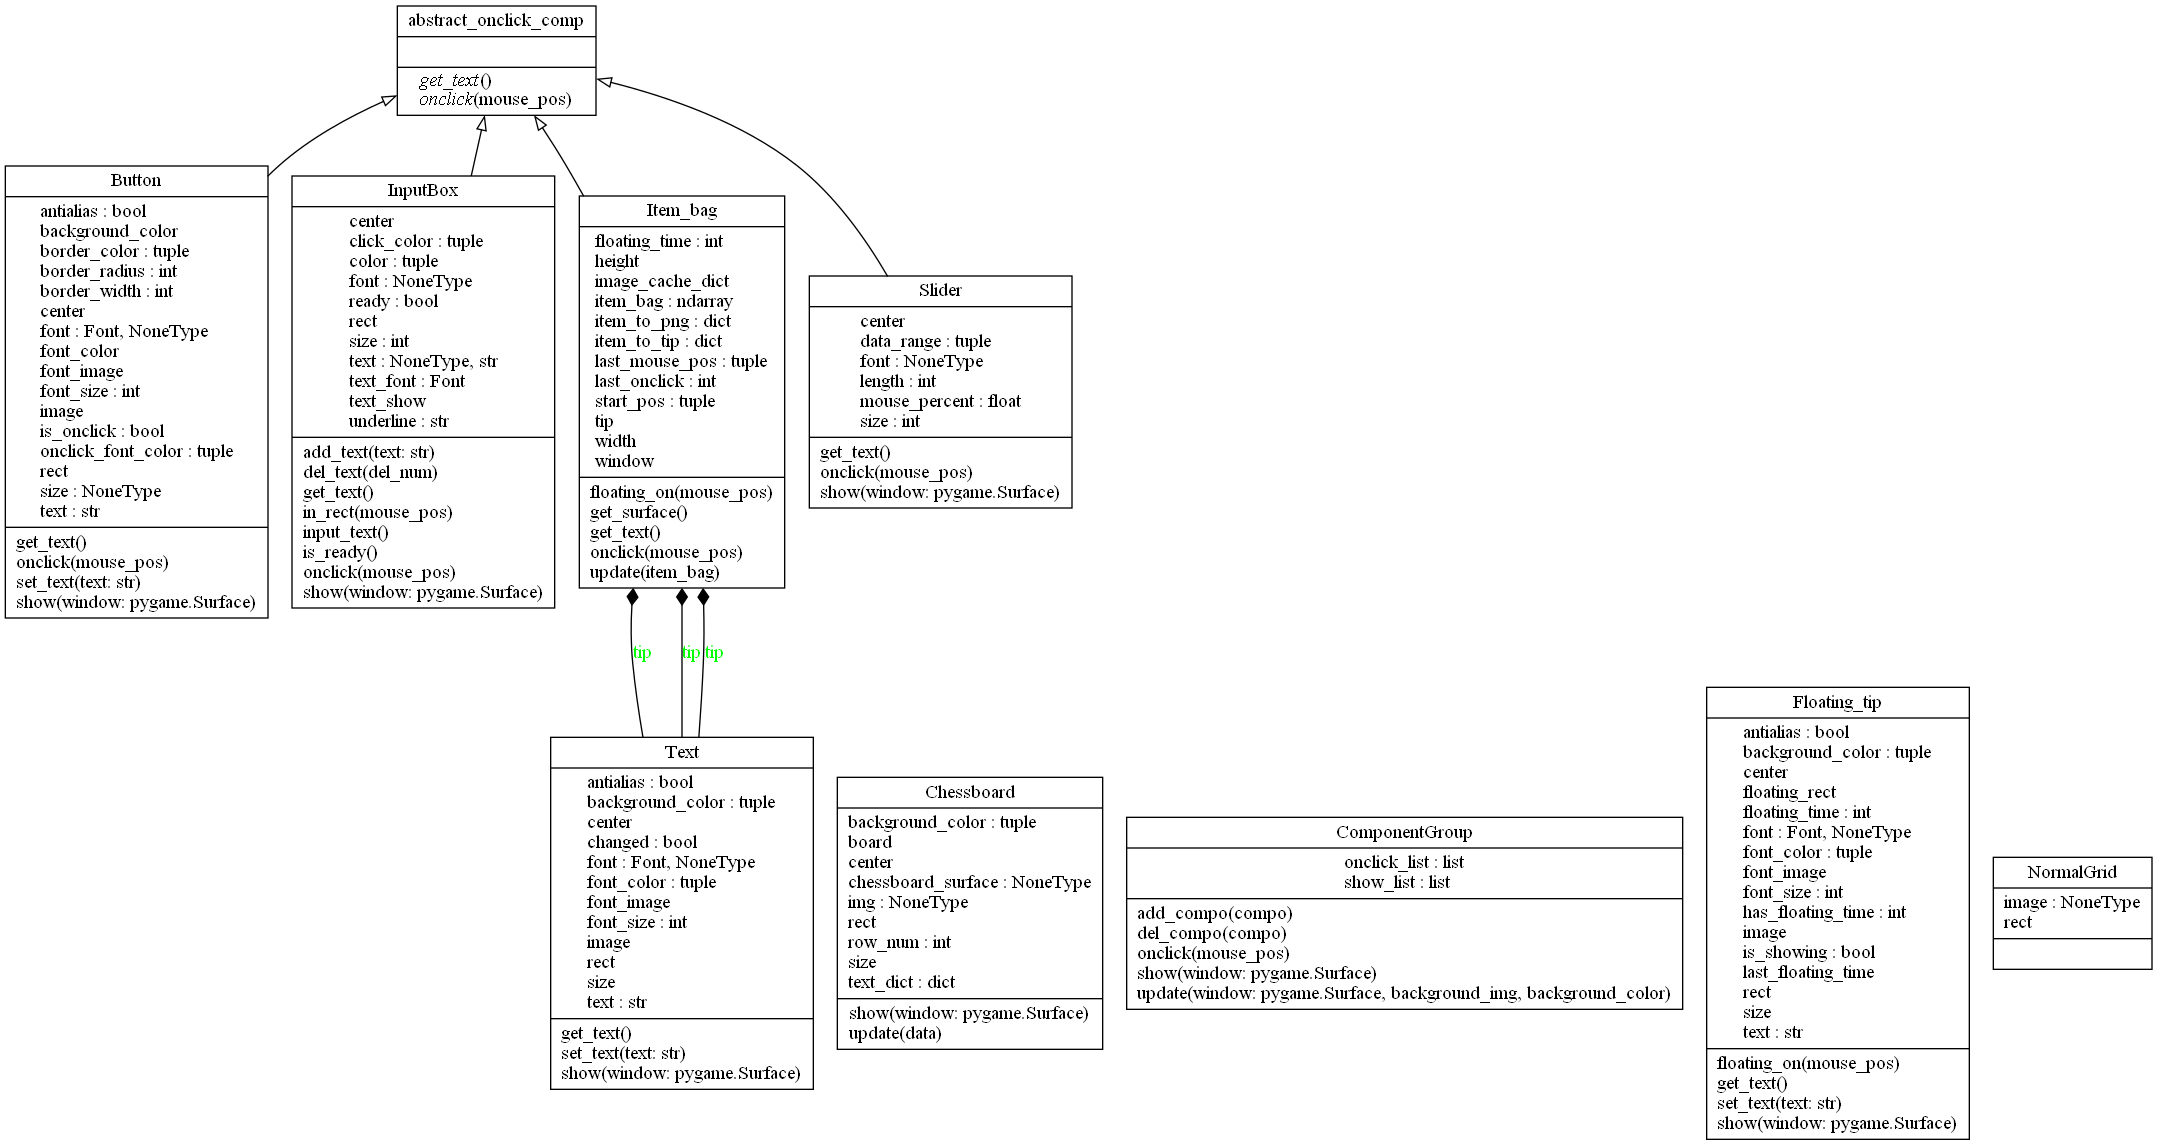 abstract_onclick_comp
get_text()
onclick(mouse_pos)
Button
antialias : bool
background_color
border_color : tuple
border_radius : int
border_width : int
center
font : Font, NoneType
font_color
font_image
font_size : int
image
is_onclick : bool
onclick_font_color : tuple
rect
size : NoneType
text : str
get_text()
onclick(mouse_pos)
set_text(text: str)
show(window: pygame.Surface)
InputBox
center
click_color : tuple
color : tuple
font : NoneType
ready : bool
rect
size : int
text : NoneType, str
text_font : Font
text_show
underline : str
add_text(text: str)
del_text(del_num)
get_text()
in_rect(mouse_pos)
input_text()
is_ready()
onclick(mouse_pos)
show(window: pygame.Surface)
Item_bag
floating_time : int
height
image_cache_dict
item_bag : ndarray
item_to_png : dict
item_to_tip : dict
last_mouse_pos : tuple
last_onclick : int
start_pos : tuple
tip
width
window
floating_on(mouse_pos)
get_surface()
get_text()
onclick(mouse_pos)
update(item_bag)
Slider
center
data_range : tuple
font : NoneType
length : int
mouse_percent : float
size : int
get_text()
onclick(mouse_pos)
show(window: pygame.Surface)
tip
tip
tip
Text
antialias : bool
background_color : tuple
center
changed : bool
font : Font, NoneType
font_color : tuple
font_image
font_size : int
image
rect
size
text : str
get_text()
set_text(text: str)
show(window: pygame.Surface)
Chessboard
background_color : tuple
board
center
chessboard_surface : NoneType
img : NoneType
rect
row_num : int
size
text_dict : dict
show(window: pygame.Surface)
update(data)
ComponentGroup
onclick_list : list
show_list : list
add_compo(compo)
del_compo(compo)
onclick(mouse_pos)
show(window: pygame.Surface)
update(window: pygame.Surface, background_img, background_color)
Floating_tip
antialias : bool
background_color : tuple
center
floating_rect
floating_time : int
font : Font, NoneType
font_color : tuple
font_image
font_size : int
has_floating_time : int
image
is_showing : bool
last_floating_time
rect
size
text : str
floating_on(mouse_pos)
get_text()
set_text(text: str)
show(window: pygame.Surface)
NormalGrid
image : NoneType
rect